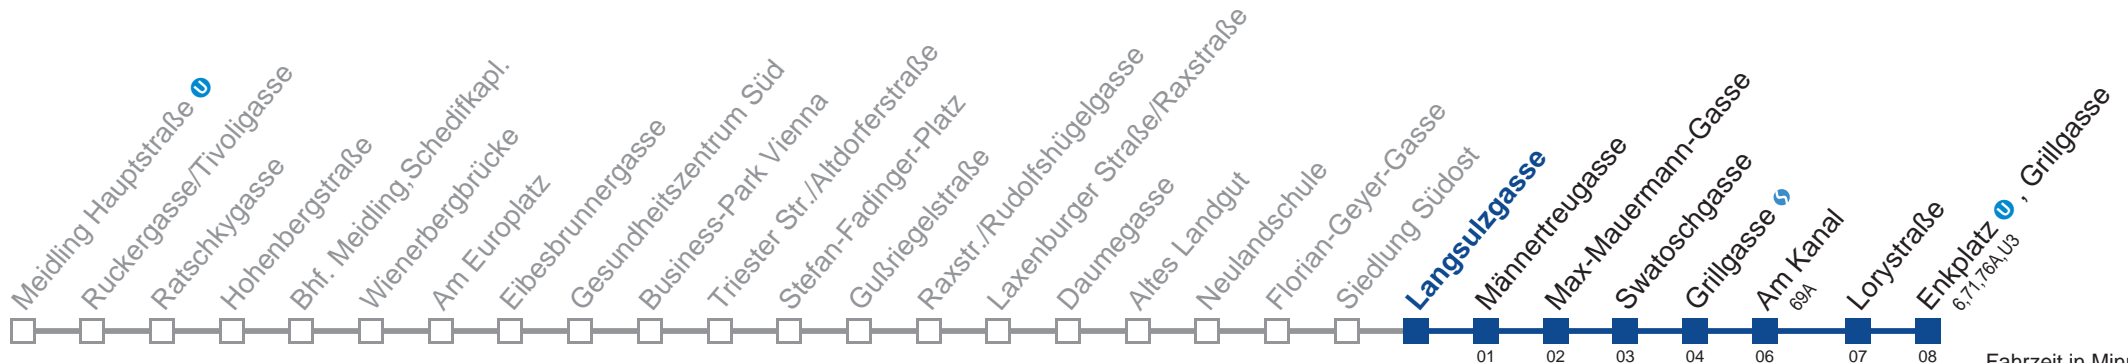 Meidling Hauptstraße U
Ruckergasse/Tivoligasse
Ratschkygasse
Hohenbergstraße
Bhf. Meidling, Schedifkapl.
Wienerbergbrücke
Am Europlatz
Eibesbrunnergasse
Gesundheitszentrum Süd
Business-Park Vienna
Triester Str./Altdorferstraße
Stefan-Fadinger-Platz
Gußriegelstraße
Raxstr./Rudolfshügelgasse
Laxenburger Straße/Raxstraße
Daumegasse
Altes Landgut
Neulandschule
Florian-Geyer-Gasse
Siedlung Südost
Langsulzgasse
Männertreugasse
Max-Mauermann-Gasse
Swatoschgasse
Grillgasse S
Am Kanal
69A
Lorystraße
Enkplatz U , Grillgasse
6,71,76A,U3
01 02 03 04 06 07 08
Fahrzeit in